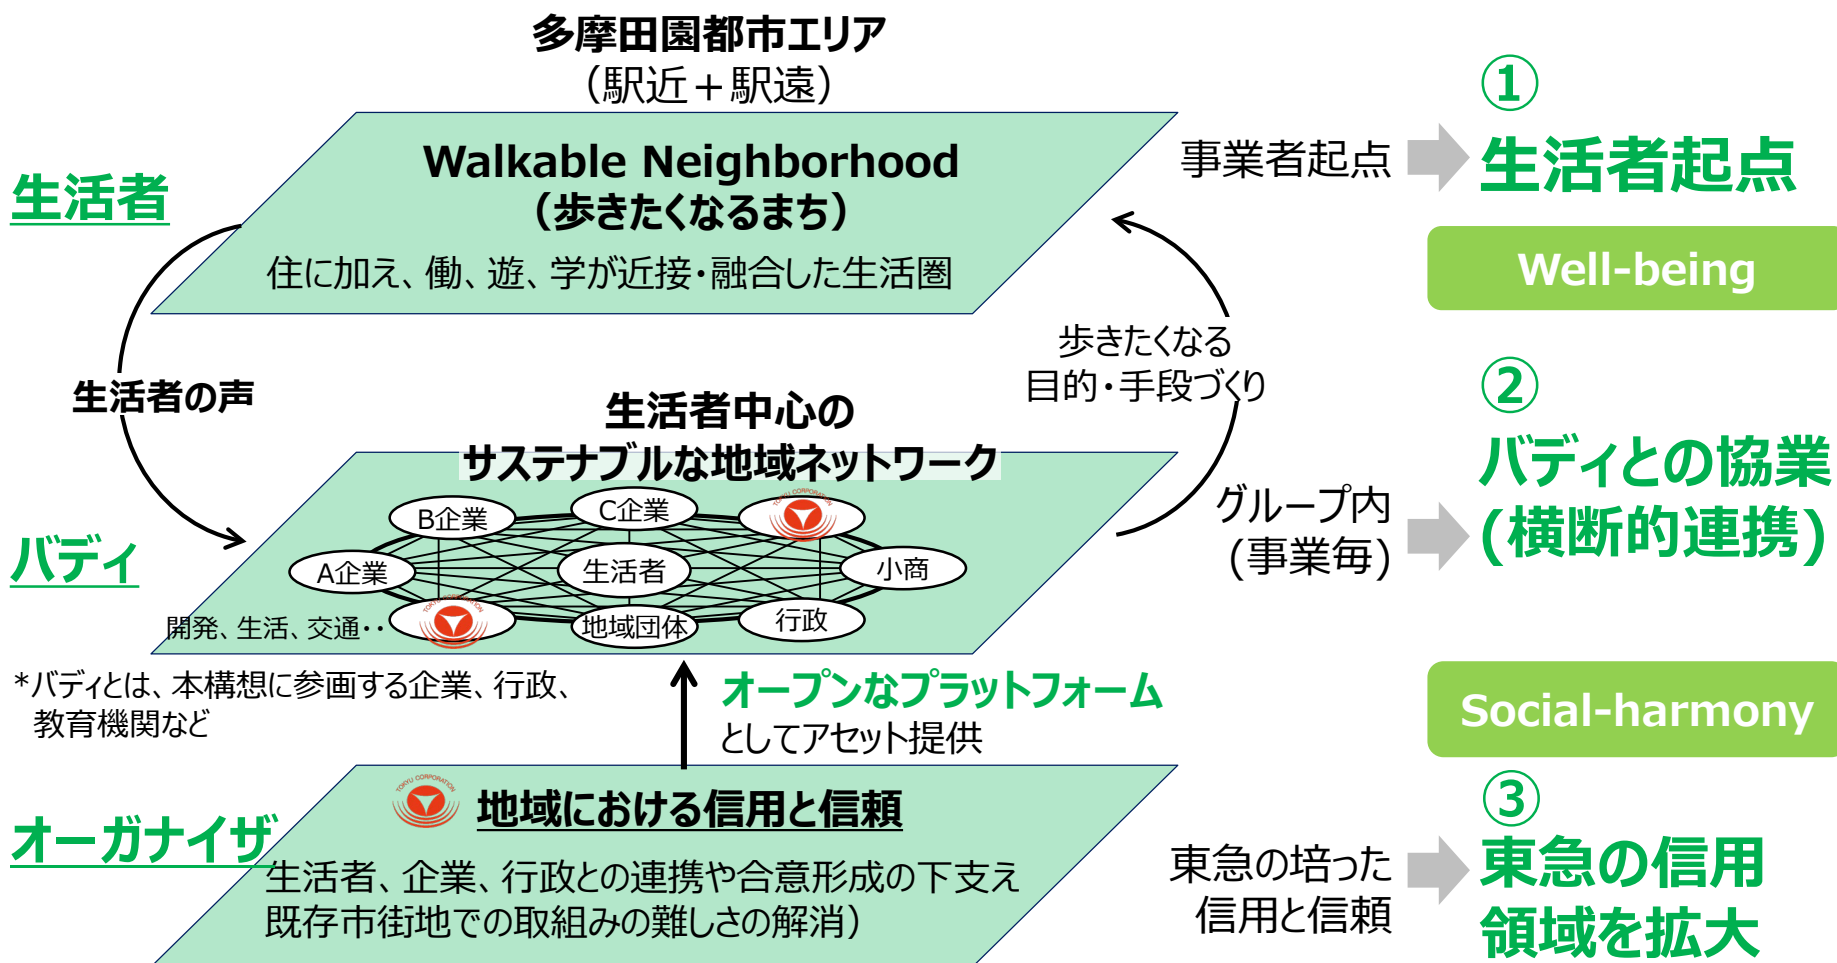 多摩田園都市エリア
（駅近＋駅遠）
生活者
Walkable Neighborhood
（歩きたくなるまち）
住に加え、働、遊、学が近接・融合した生活圏
事業者起点
①
生活者起点
Well-being
生活者の声
歩きたくなる
目的・手段づくり
バディ
生活者中心の
サステナブルな地域ネットワーク
B企業
C企業
TOKYU CORPORATION
A企業
生活者
小商
TOKYU CORPORATION
地域団体
行政
開発、生活、交通・・
グループ内
(事業毎)
②
バディとの協業
(横断的連携)
*バディとは、本構想に参画する企業、行政、
教育機関など
オープンなプラットフォーム
としてアセット提供
Social-harmony
オーガナイザ
TOKYU CORPORATION
地域における信用と信頼
生活者、企業、行政との連携や合意形成の下支え
既存市街地での取組みの難しさの解消）
東急の培った
信用と信頼
③
東急の信用
領域を拡大